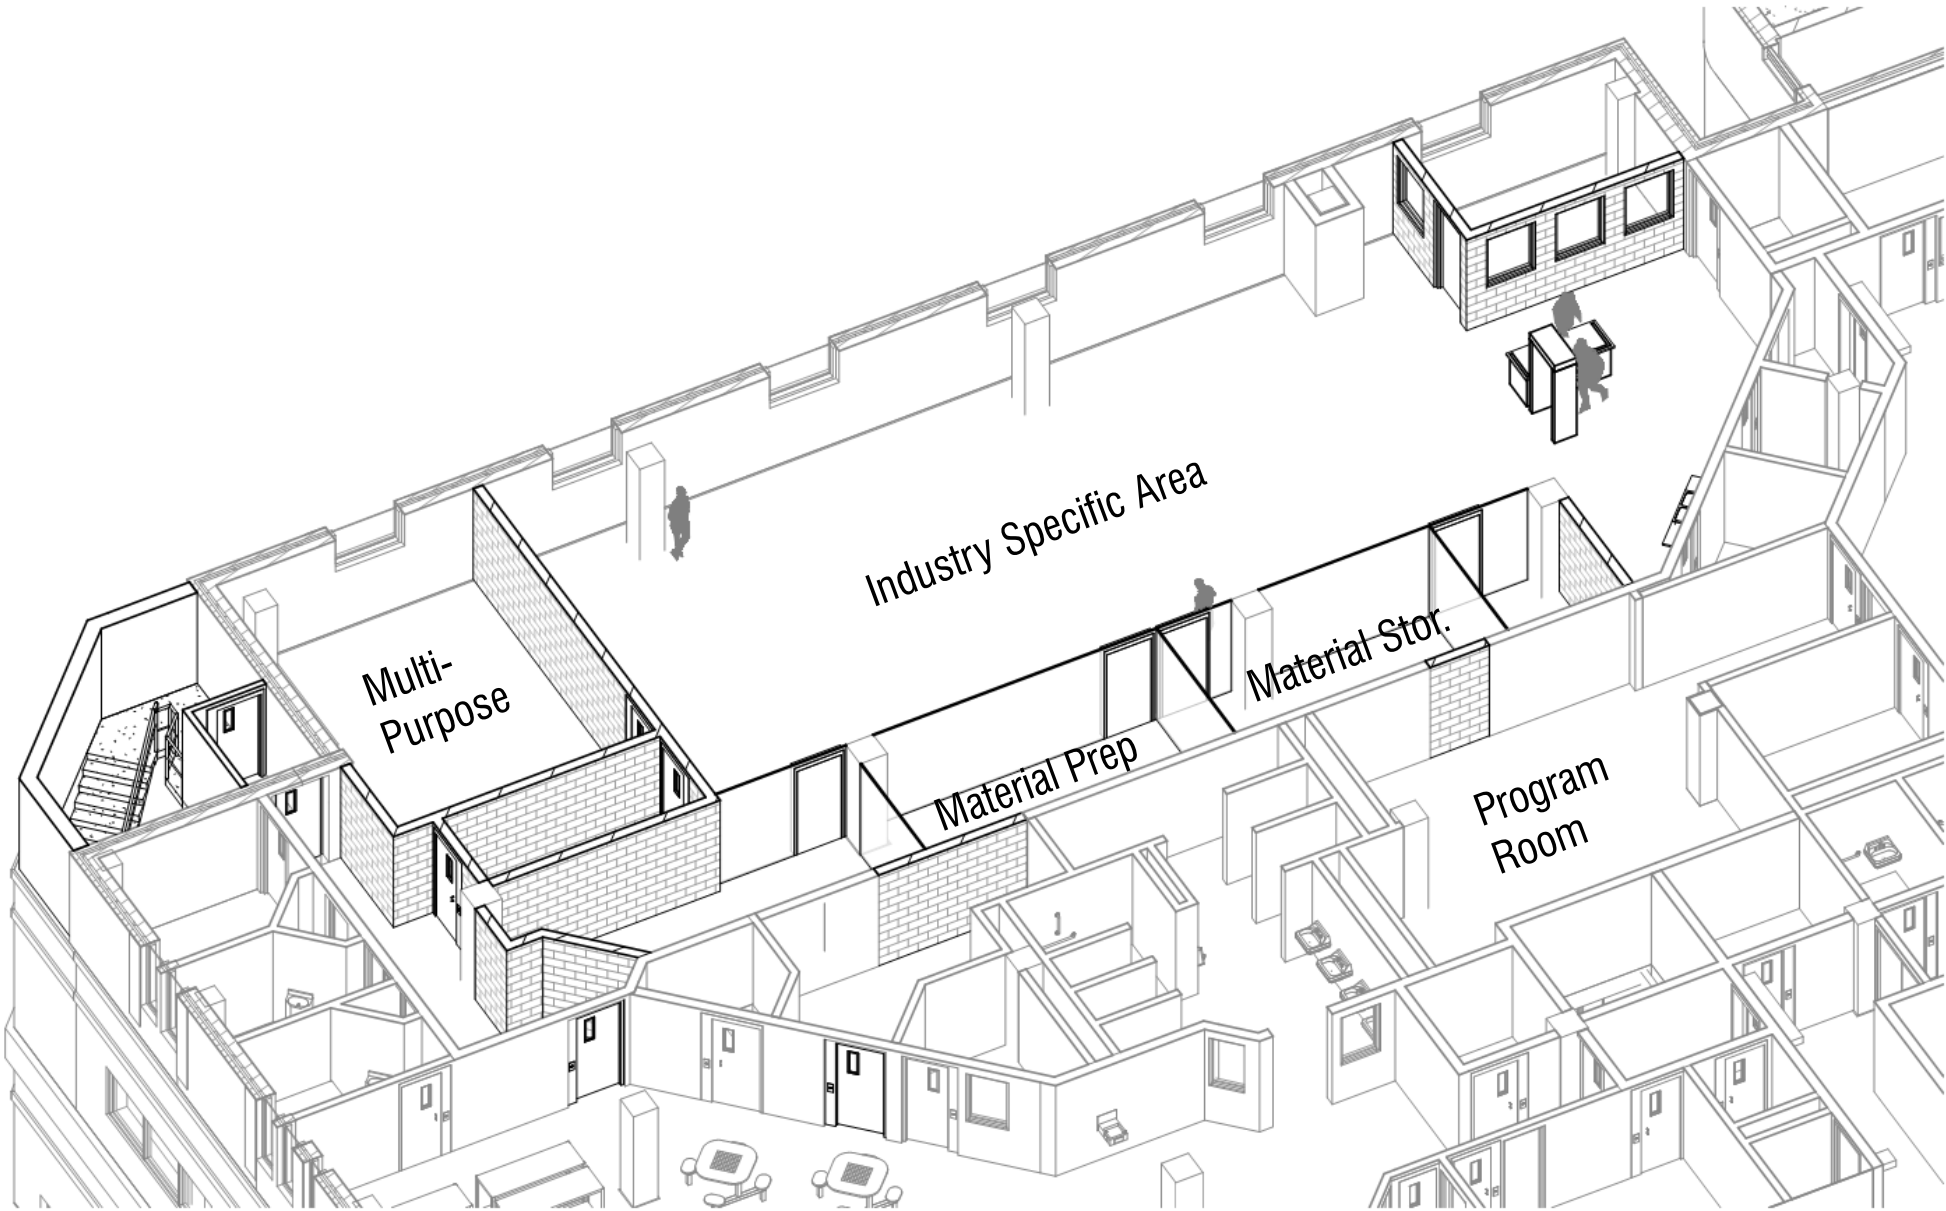 Industry Specific Area
Multi-
Purpose
Material Stor.
Material Prep
Program
Room